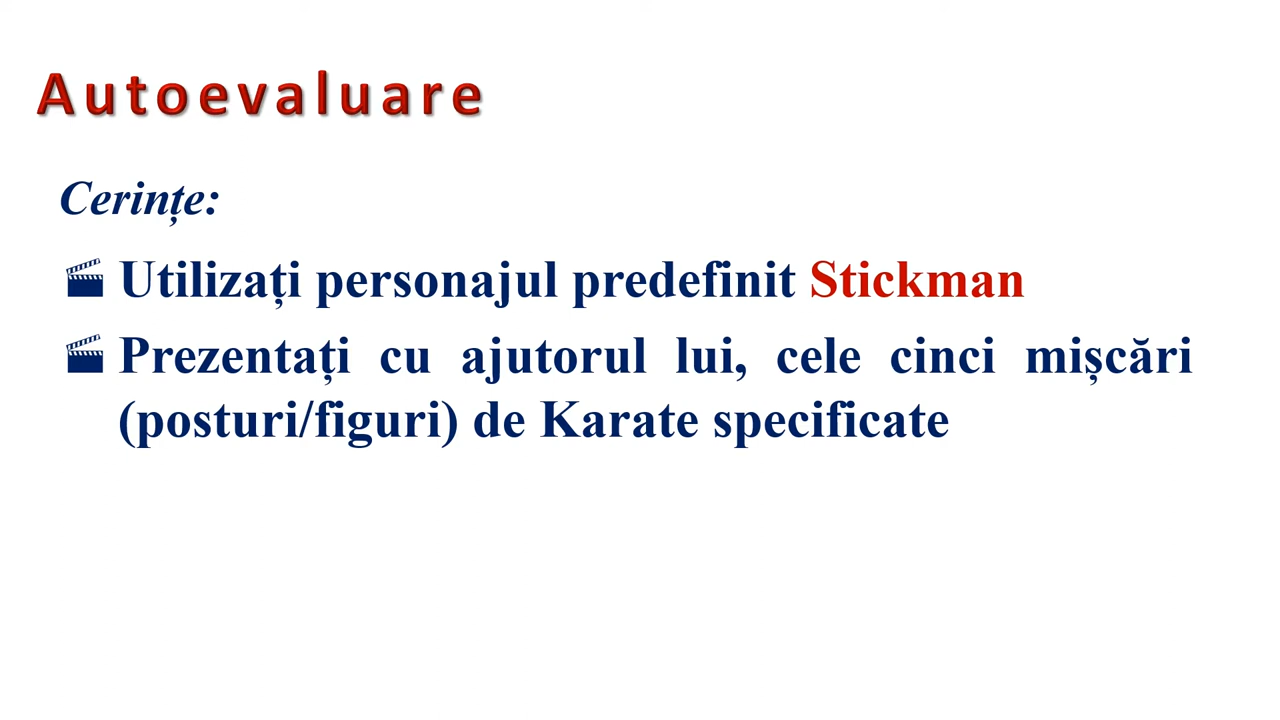 Autoevaluare
Cerințe:
Utilizați personajul predefinit Stickman
Prezentați cu ajutorul lui, cele cinci mișcări
(posturi/figuri) de Karate specificate